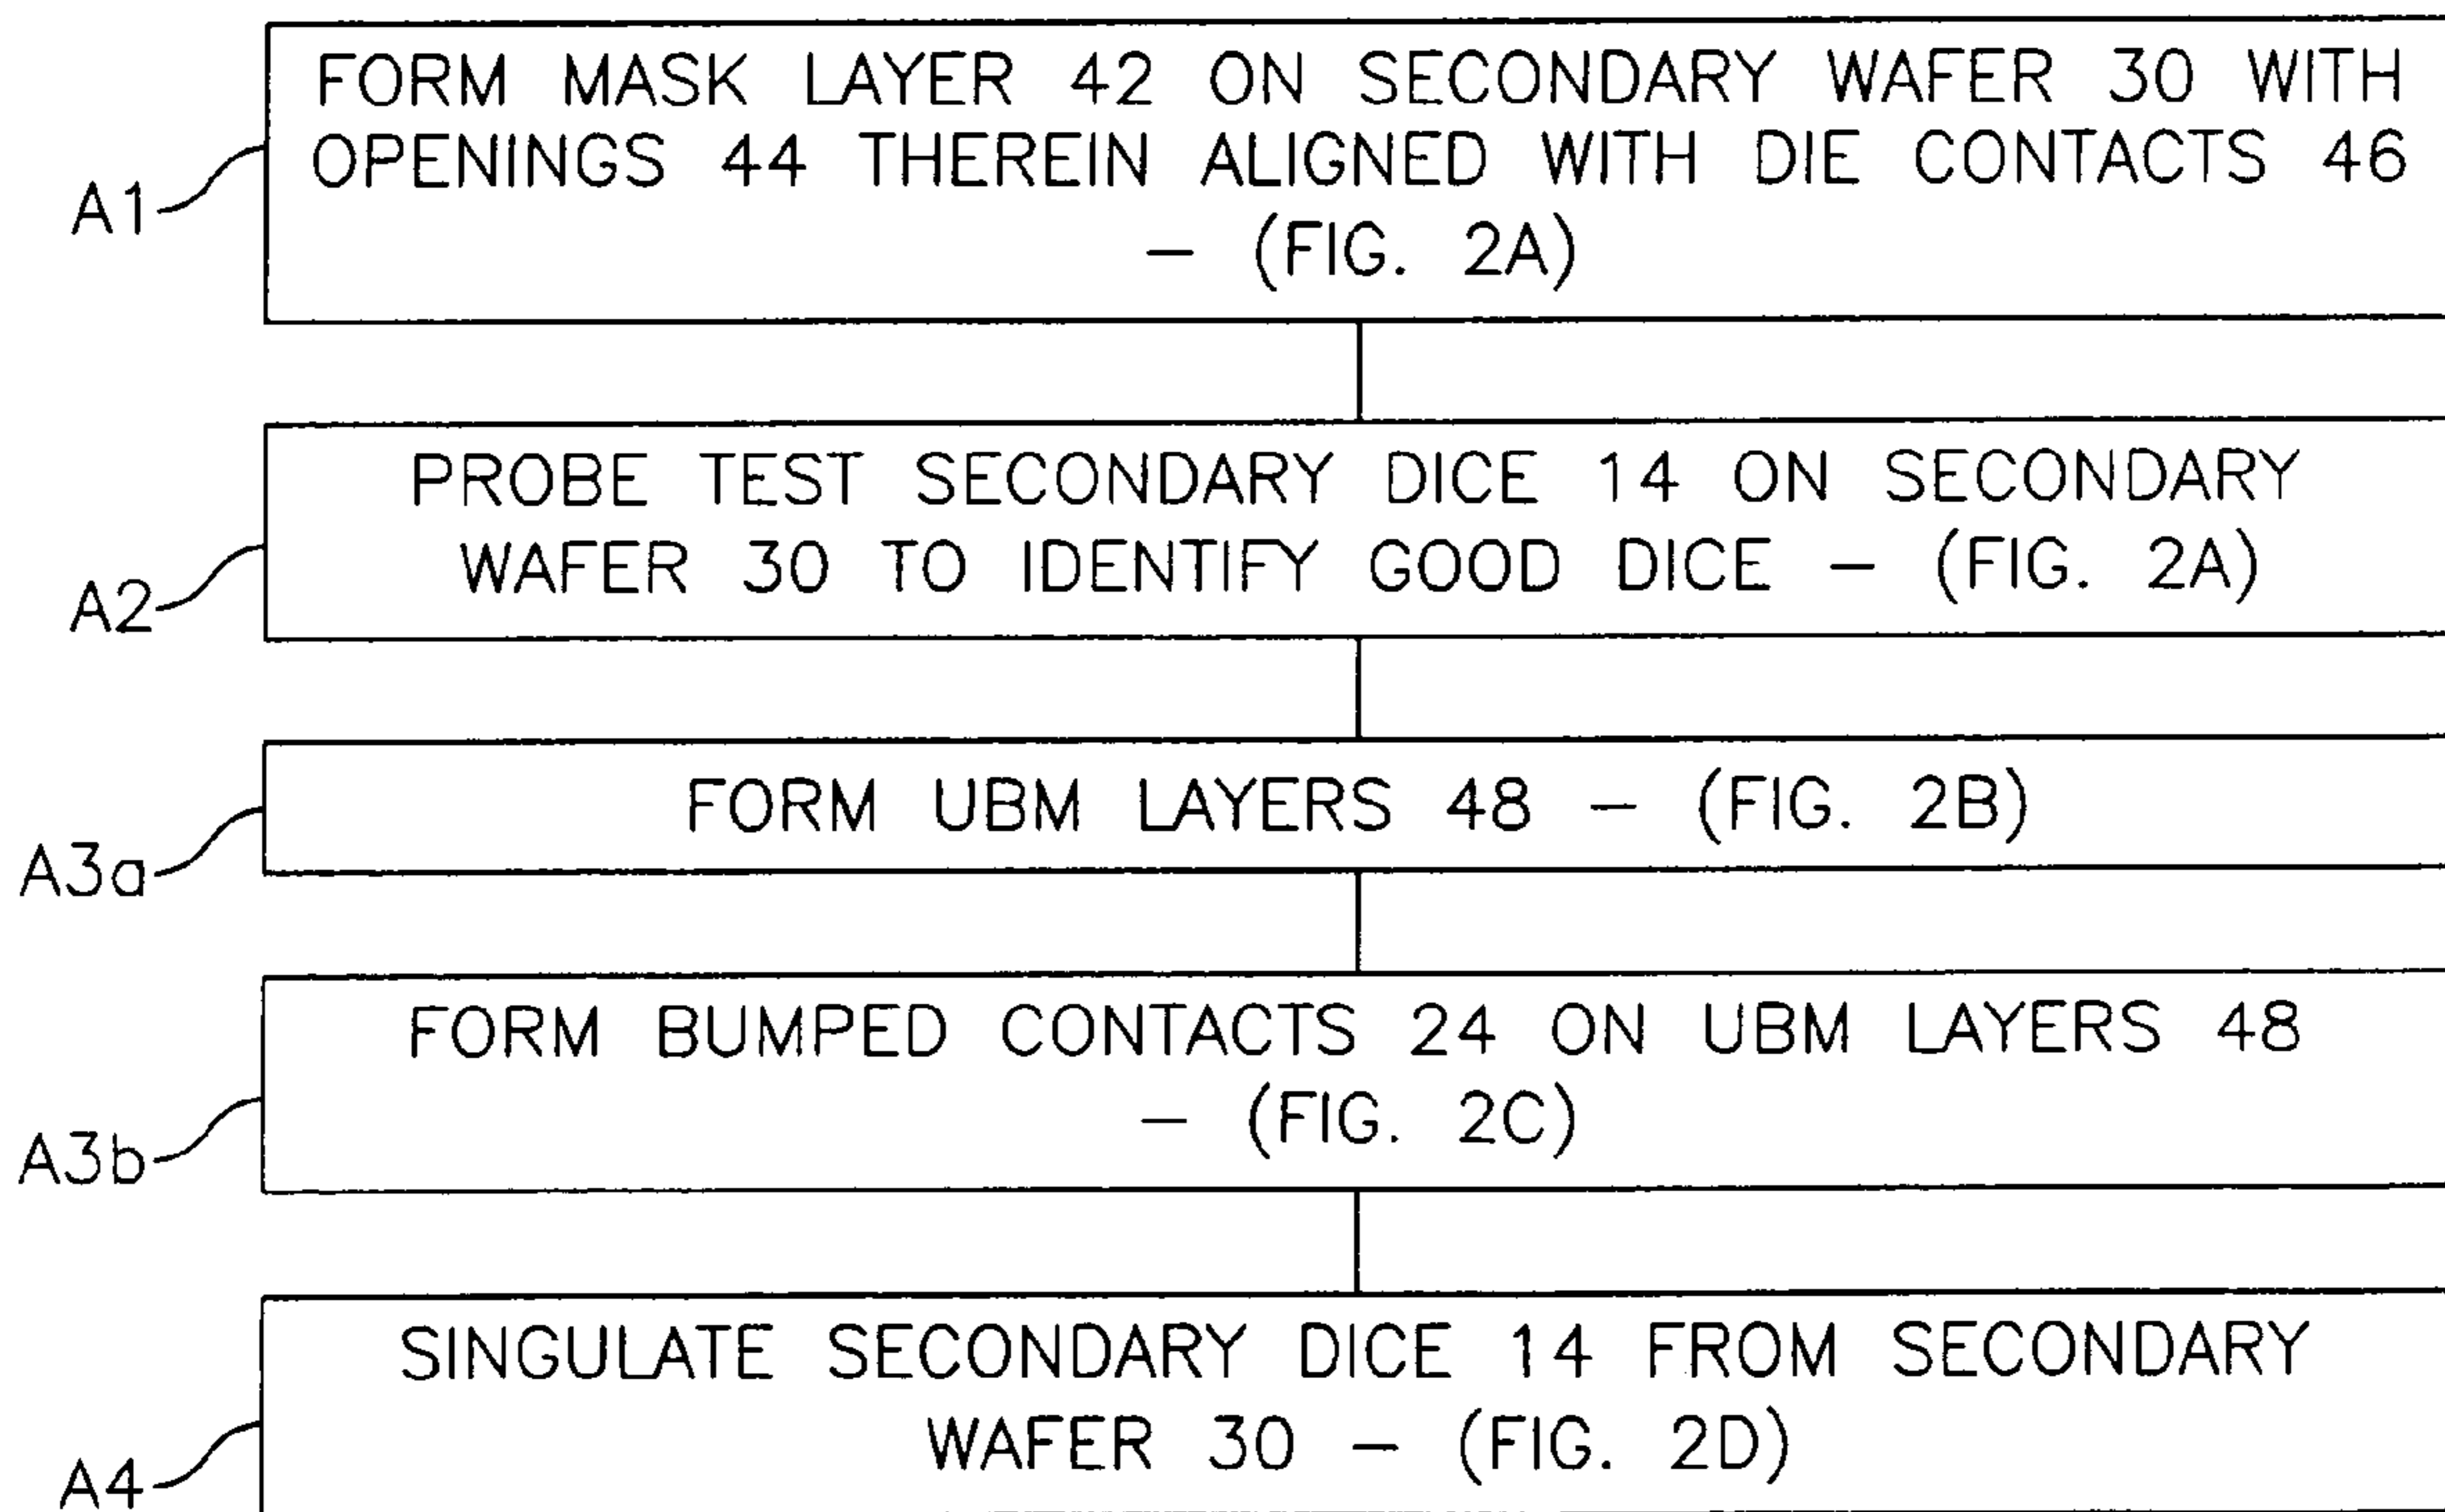 FORM MASK LAYER 42 ON SECONDARY WAFER 30 WITH
OPENINGS 44 THEREIN ALIGNED WITH DIE CONTACTS 46
– (FIG. 2A)
A1
PROBE TEST SECONDARY DICE 14 ON SECONDARY
WAFER 30 TO IDENTIFY GOOD DICE – (FIG. 2A)
A2
FORM UBM LAYERS 48 – (FIG. 2B)
A3a
FORM BUMPED CONTACTS 24 ON UBM LAYERS 48
– (FIG. 2C)
A3b
SINGULATE SECONDARY DICE 14 FROM SECONDARY
WAFER 30 – (FIG. 2D)
A4